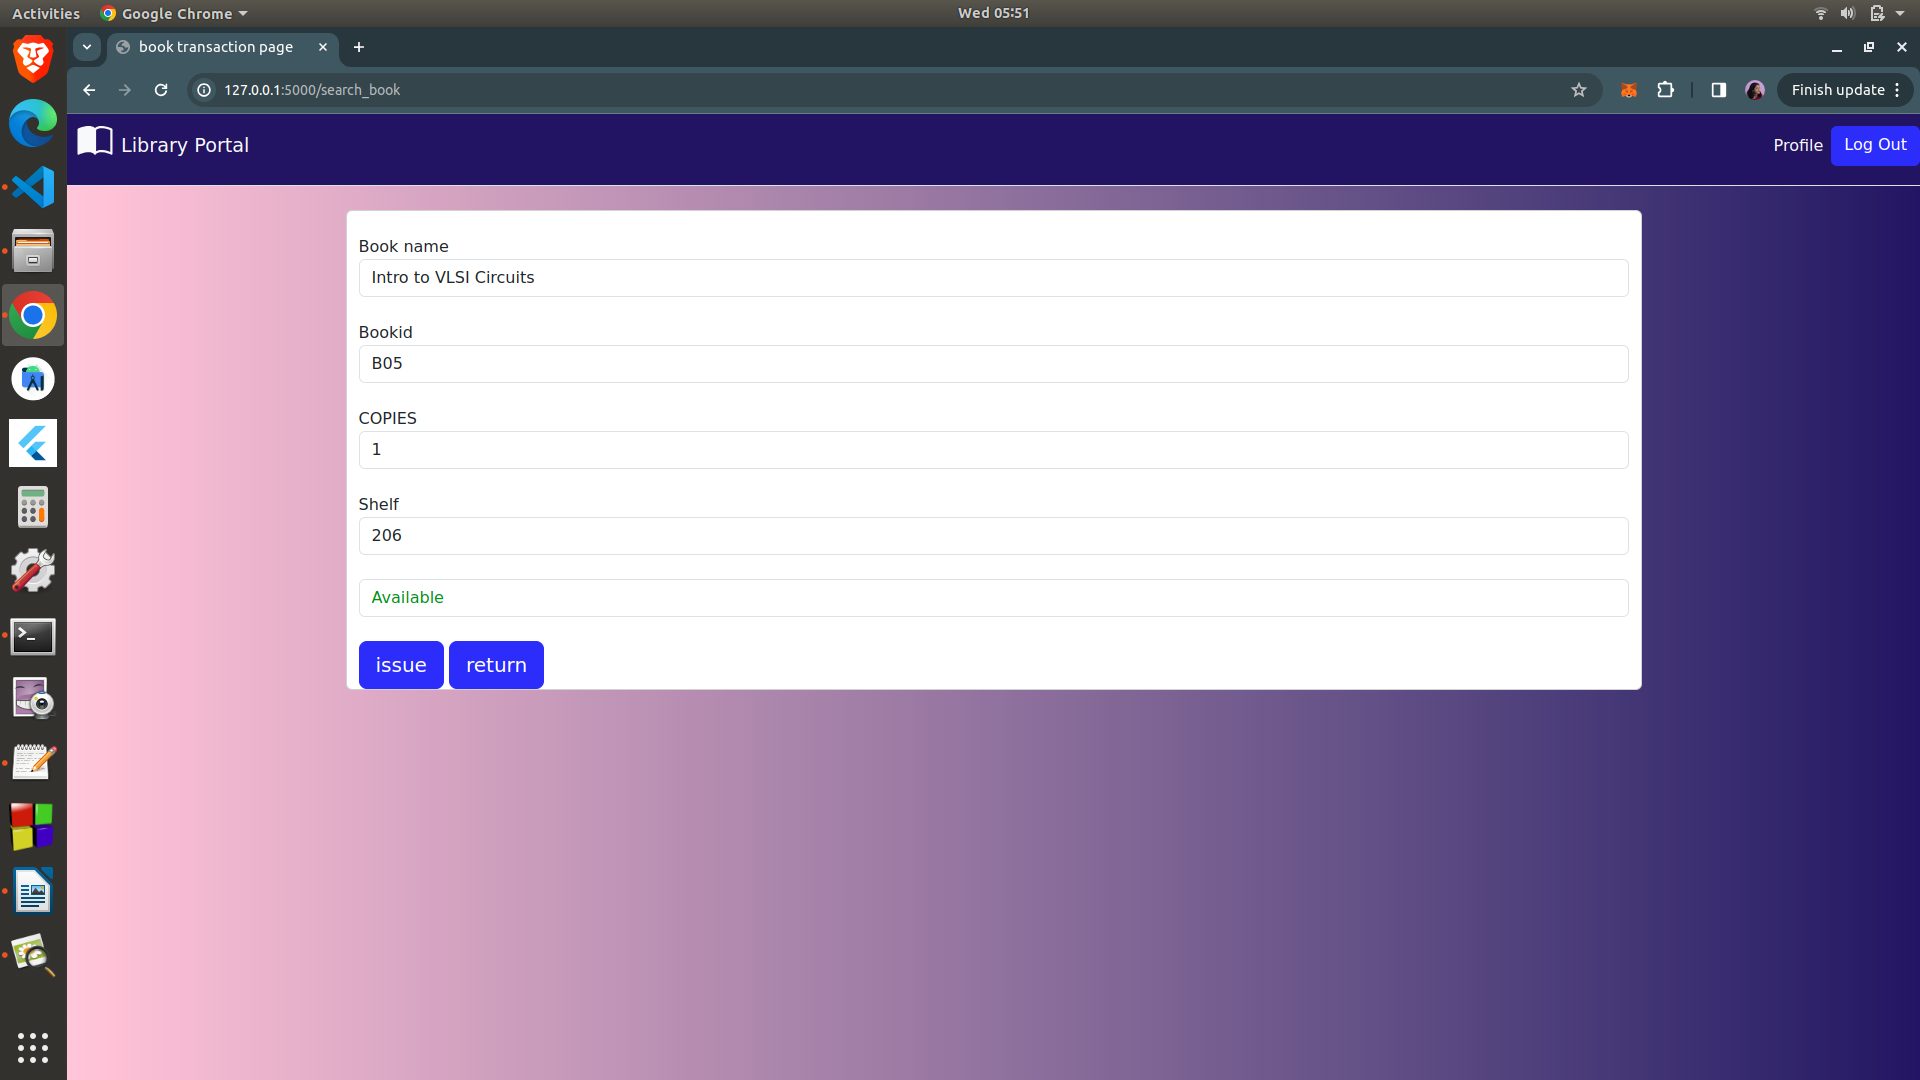 Activities Google Chrome Wed 05:51
book transaction page
127.0.0.1:5000/search_book Finish update
Library Portal Profile Log Out
Book name
Intro to VLSI Circuits
Bookid
B05
COPIES
1
Shelf
206
Available
issue return